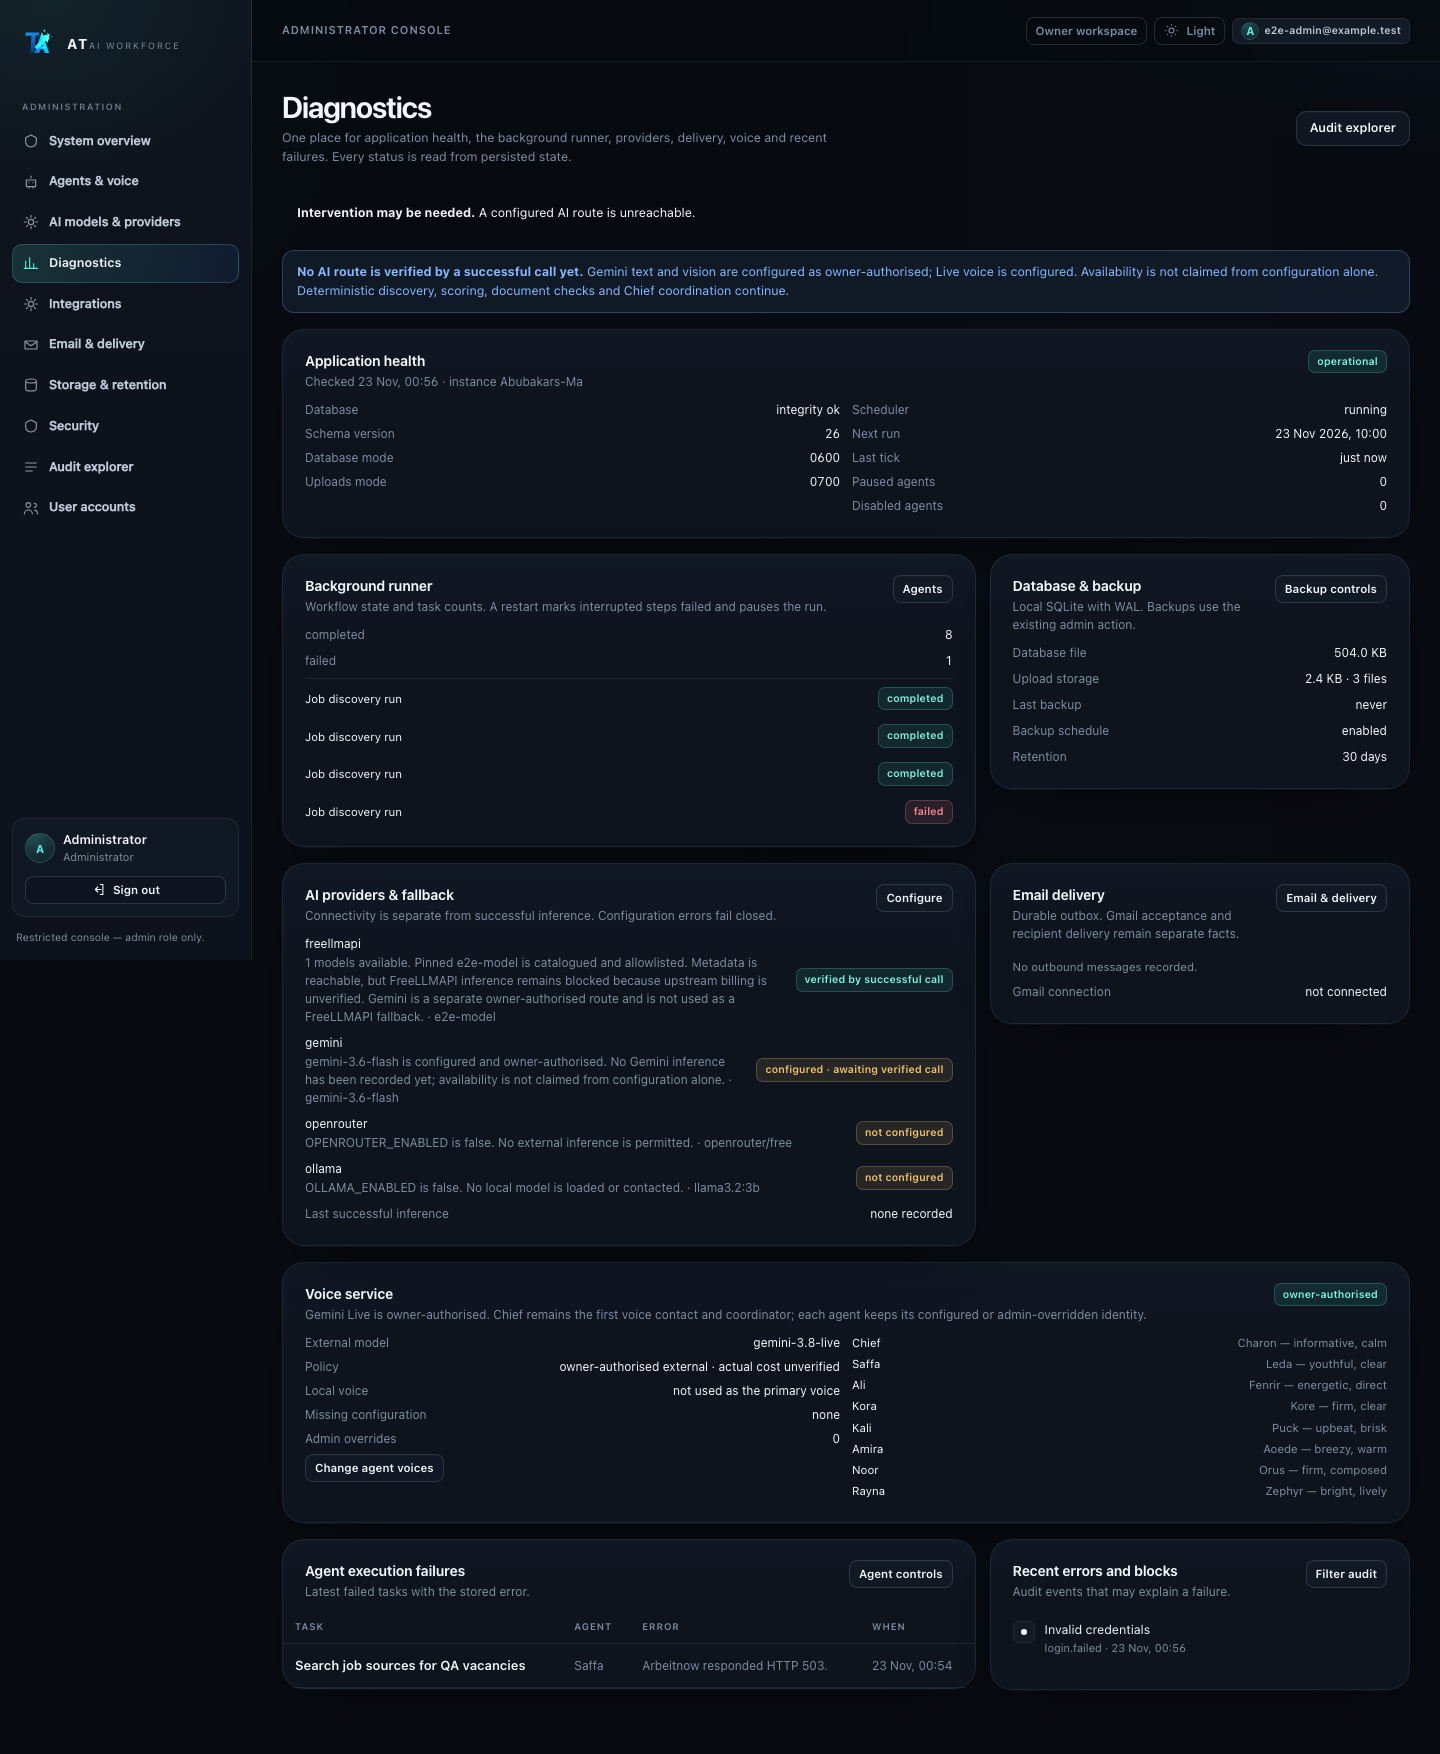 AT AI WORKFORCE
ADMINISTRATION
System overview
Agents & voice
AI models & providers
Diagnostics
Integrations
Email & delivery
Storage & retention
Security
Audit explorer
User accounts
A
Administrator
Administrator
Sign out
Restricted console — admin role only.
ADMINISTRATOR CONSOLE
Owner workspace
Light
A e2e-admin@example.test
Diagnostics
One place for application health, the background runner, providers, delivery, voice and recent
failures. Every status is read from persisted state.
Audit explorer
Intervention may be needed. A configured AI route is unreachable.
No AI route is verified by a successful call yet. Gemini text and vision are configured as owner-authorised; Live voice is configured. Availability is not claimed from configuration alone.
Deterministic discovery, scoring, document checks and Chief coordination continue.
Application health
operational
Checked 23 Nov, 00:56 · instance Abubakars-Ma
Database integrity ok
Schema version 26
Database mode 0600
Uploads mode 0700
Scheduler running
Next run 23 Nov 2026, 10:00
Last tick just now
Paused agents 0
Disabled agents 0
Background runner
Agents
Workflow state and task counts. A restart marks interrupted steps failed and pauses the run.
completed 8
failed 1
Job discovery run completed
Job discovery run completed
Job discovery run completed
Job discovery run failed
Database & backup
Backup controls
Local SQLite with WAL. Backups use the
existing admin action.
Database file 504.0 KB
Upload storage 2.4 KB · 3 files
Last backup never
Backup schedule enabled
Retention 30 days
AI providers & fallback
Configure
Connectivity is separate from successful inference. Configuration errors fail closed.
freellmapi
1 models available. Pinned e2e-model is catalogued and allowlisted. Metadata is
reachable, but FreeLLMAPI inference remains blocked because upstream billing is
unverified. Gemini is a separate owner-authorised route and is not used as a
FreeLLMAPI fallback. · e2e-model
verified by successful call
gemini
gemini-3.6-flash is configured and owner-authorised. No Gemini inference
has been recorded yet; availability is not claimed from configuration alone. ·
gemini-3.6-flash
configured · awaiting verified call
openrouter
OPENROUTER_ENABLED is false. No external inference is permitted. · openrouter/free
not configured
ollama
OLLAMA_ENABLED is false. No local model is loaded or contacted. · llama3.2:3b
not configured
Last successful inference none recorded
Email delivery
Email & delivery
Durable outbox. Gmail acceptance and
recipient delivery remain separate facts.
No outbound messages recorded.
Gmail connection not connected
Voice service
owner-authorised
Gemini Live is owner-authorised. Chief remains the first voice contact and coordinator; each agent keeps its configured or admin-overridden identity.
External model gemini-3.8-live
Policy owner-authorised external · actual cost unverified
Local voice not used as the primary voice
Missing configuration none
Admin overrides 0
Change agent voices
Chief Charon — informative, calm
Saffa Leda — youthful, clear
Ali Fenrir — energetic, direct
Kora Kore — firm, clear
Kali Puck — upbeat, brisk
Amira Aoede — breezy, warm
Noor Orus — firm, composed
Rayna Zephyr — bright, lively
Agent execution failures
Agent controls
Latest failed tasks with the stored error.
TASK AGENT ERROR WHEN
Search job sources for QA vacancies Saffa Arbeitnow responded HTTP 503. 23 Nov, 00:54
Recent errors and blocks
Filter audit
Audit events that may explain a failure.
Invalid credentials
login.failed · 23 Nov, 00:56